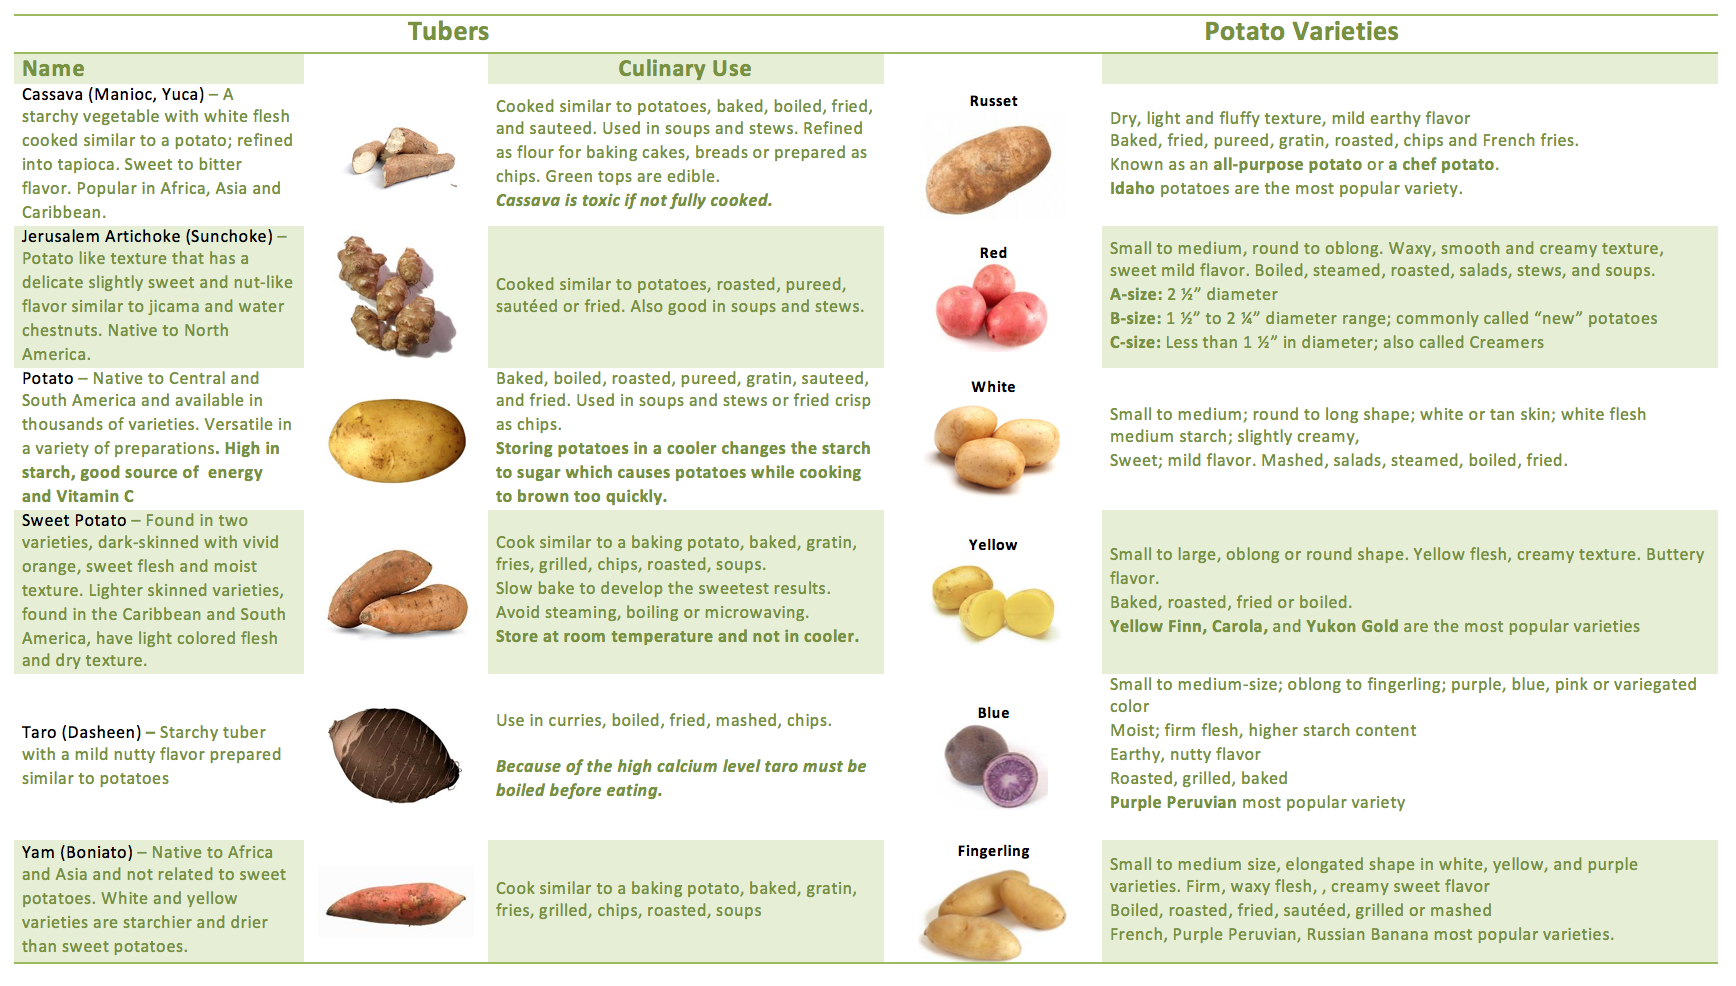 Tubers
Potato Varieties
Name
Culinary Use
Cassava (Manioc, Yuca) – A
starchy vegetable with white flesh
cooked similar to a potato; refined
into tapioca. Sweet to bitter
flavor. Popular in Africa, Asia and
Caribbean.
Cooked similar to potatoes, baked, boiled, fried,
and sauteed. Used in soups and stews. Refined
as flour for baking cakes, breads or prepared as
chips. Green tops are edible.
Cassava is toxic if not fully cooked.
Russet
Dry, light and fluffy texture, mild earthy flavor
Baked, fried, pureed, gratin, roasted, chips and French fries.
Known as an all-purpose potato or a chef potato.
Idaho potatoes are the most popular variety.
Jerusalem Artichoke (Sunchoke) –
Potato like texture that has a
delicate slightly sweet and nut-like
flavor similar to jicama and water
chestnuts. Native to North
America.
Cooked similar to potatoes, roasted, pureed,
sautéed or fried. Also good in soups and stews.
Red
Small to medium, round to oblong. Waxy, smooth and creamy texture,
sweet mild flavor. Boiled, steamed, roasted, salads, stews, and soups.
A-size: 2 ½” diameter
B-size: 1 ½” to 2 ¼” diameter range; commonly called “new” potatoes
C-size: Less than 1 ½” in diameter; also called Creamers
Potato – Native to Central and
South America and available in
thousands of varieties. Versatile in
a variety of preparations. High in
starch, good source of  energy
and Vitamin C
Baked, boiled, roasted, pureed, gratin, sauteed,
and fried. Used in soups and stews or fried crisp
as chips.
Storing potatoes in a cooler changes the starch
to sugar which causes potatoes while cooking
to brown too quickly.
White
Small to medium; round to long shape; white or tan skin; white flesh
medium starch; slightly creamy,
Sweet; mild flavor. Mashed, salads, steamed, boiled, fried.
Sweet Potato – Found in two
varieties, dark-skinned with vivid
orange, sweet flesh and moist
texture. Lighter skinned varieties,
found in the Caribbean and South
America, have light colored flesh
and dry texture.
Cook similar to a baking potato, baked, gratin,
fries, grilled, chips, roasted, soups.
Slow bake to develop the sweetest results.
Avoid steaming, boiling or microwaving.
Store at room temperature and not in cooler.
Yellow
Small to large, oblong or round shape. Yellow flesh, creamy texture. Buttery
flavor.
Baked, roasted, fried or boiled.
Yellow Finn, Carola, and Yukon Gold are the most popular varieties
Taro (Dasheen) – Starchy tuber
with a mild nutty flavor prepared
similar to potatoes
Use in curries, boiled, fried, mashed, chips.
Because of the high calcium level taro must be
boiled before eating.
Blue
Small to medium-size; oblong to fingerling; purple, blue, pink or variegated
color
Moist; firm flesh, higher starch content
Earthy, nutty flavor
Roasted, grilled, baked
Purple Peruvian most popular variety
Yam (Boniato) – Native to Africa
and Asia and not related to sweet
potatoes. White and yellow
varieties are starchier and drier
than sweet potatoes.
Cook similar to a baking potato, baked, gratin,
fries, grilled, chips, roasted, soups
Fingerling
Small to medium size, elongated shape in white, yellow, and purple
varieties. Firm, waxy flesh, , creamy sweet flavor
Boiled, roasted, fried, sautéed, grilled or mashed
French, Purple Peruvian, Russian Banana most popular varieties.